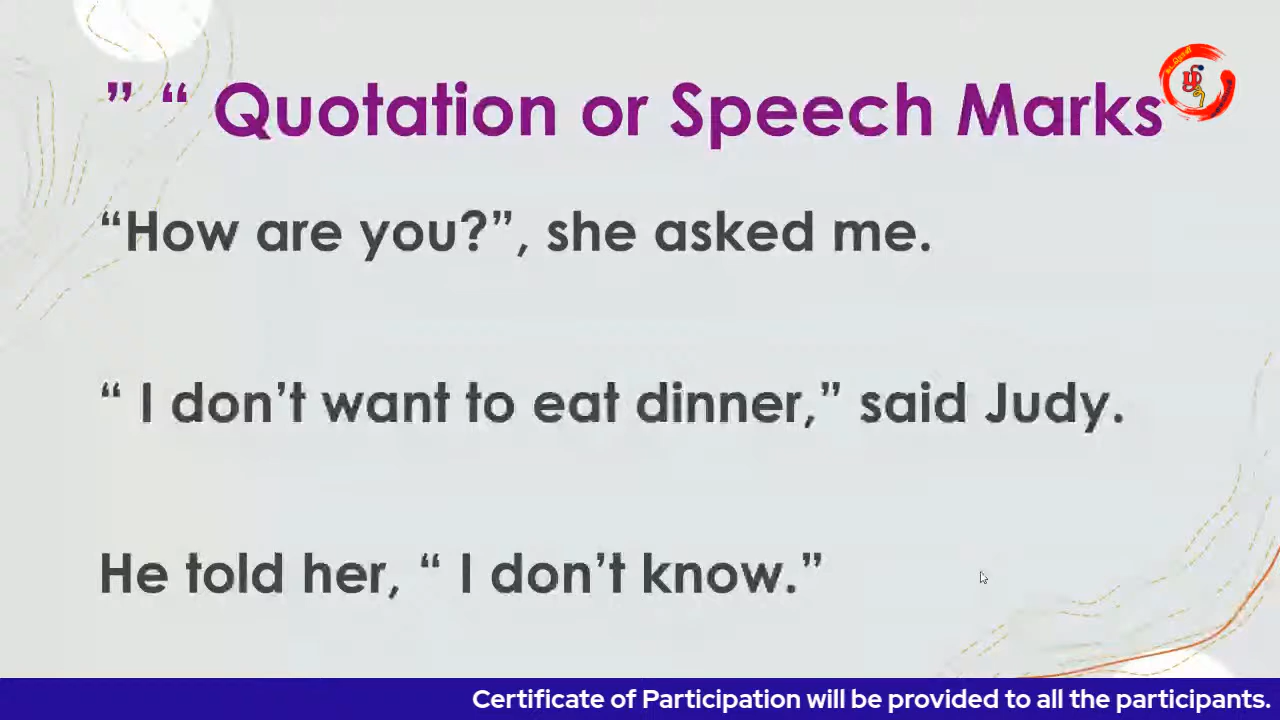 ” “ Quotation or Speech Marks
“How are you?”, she asked me.
“ I don’t want to eat dinner,” said Judy.
He told her, “ I don’t know.”
Certificate of Participation will be provided to all the participants.